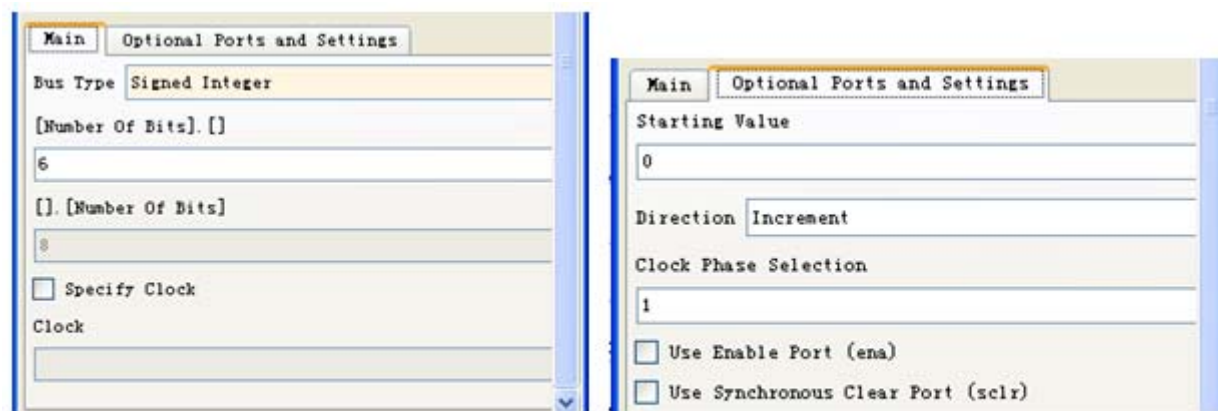 Main Optional Ports and Settings
Bus Type Signed Integer
[Number Of Bits].[]
6
[].[Number Of Bits]
8
Specify Clock
Clock
Main Optional Ports and Settings
Starting Value
0
Direction Increment
Clock Phase Selection
1
Use Enable Port (ena)
Use Synchronous Clear Port (sclr)